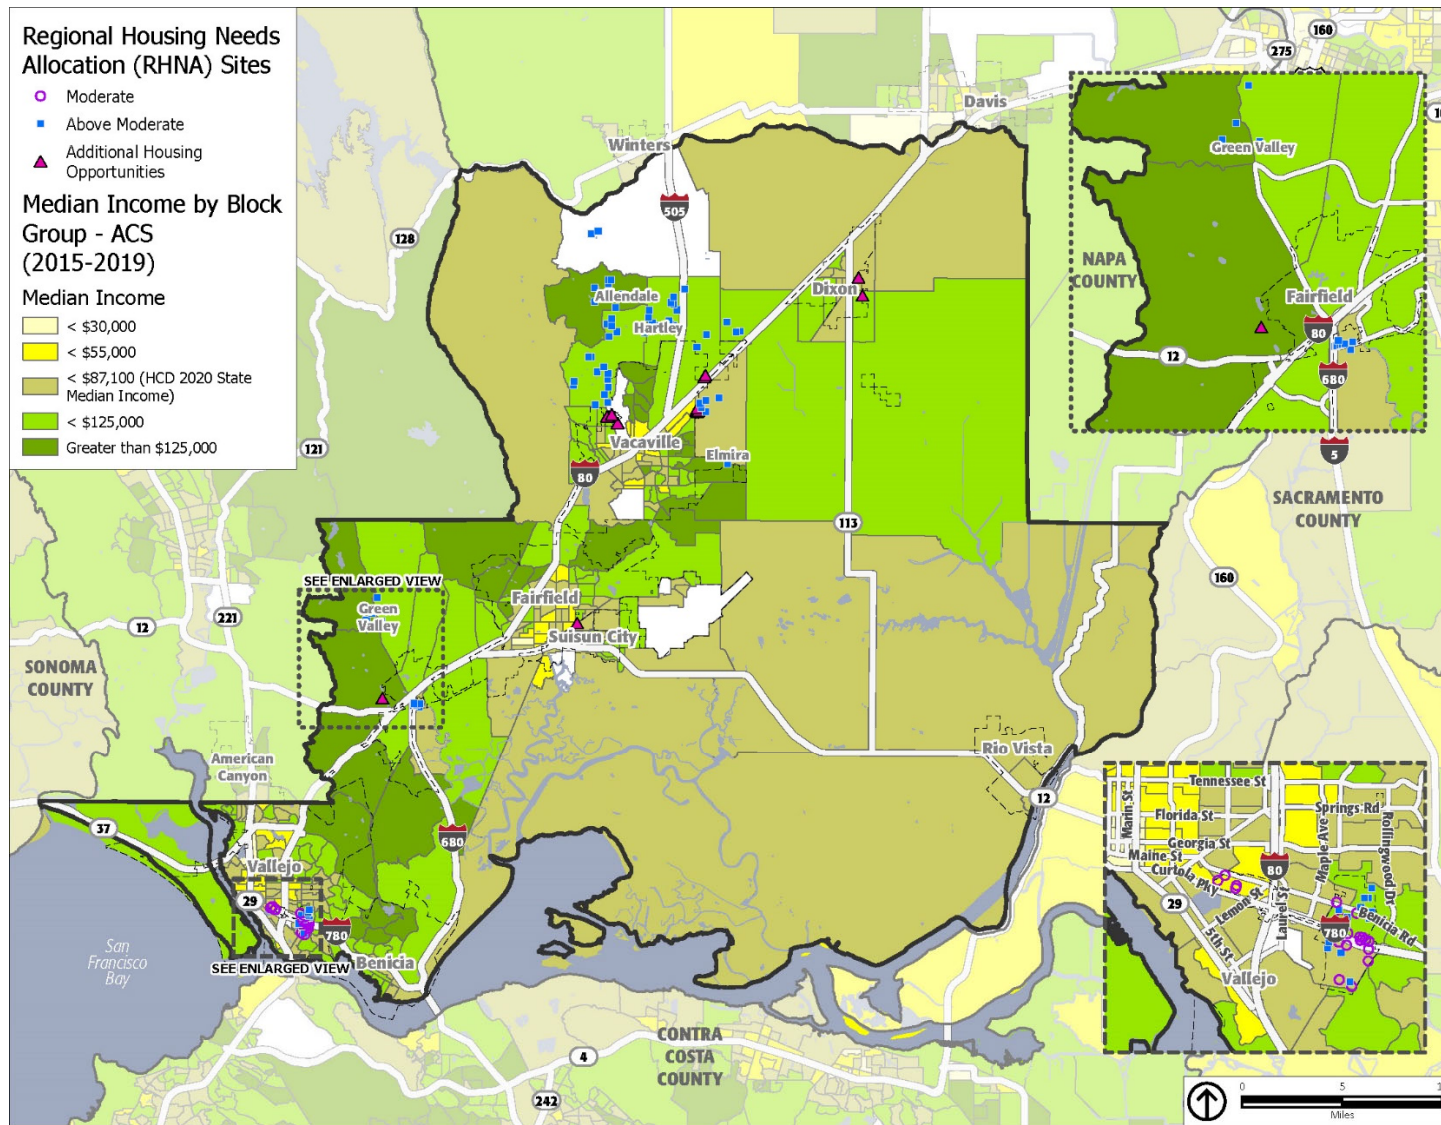 Regional Housing Needs
Allocation (RHNA) Sites
Moderate
Above Moderate
Additional Housing
Opportunities
Median Income by Block
Group - ACS
(2015-2019)
Median Income
< $30,000
< $55,000
< $87,100 (HCD 2020 State
Median Income)
< $125,000
Greater than $125,000
160
275
Davis
Winters
505
128
Allendale
Hartley
Dixon
121
Vacaville
Elmira
80
113
SACRAMENTO
COUNTY
5
160
SEE ENLARGED VIEW
Green
Valley
Fairfield
Suisun City
221
12
SONOMA
COUNTY
American
Canyon
Rio Vista
12
37
680
Vallejo
29
780
San
Francisco
Bay
SEE ENLARGED VIEW
Benicia
CONTRA
COSTA
COUNTY
4
242
Green Valley
NAPA
COUNTY
Fairfield
80
12
680
Tennessee St
Marin St
Florida St
Springs Rd
Georgia St
Maple Ave
Rollingwood Dr
Maine St
Curtola Pky
80
29
Lemon St
Laurel St
5th St
Benicia Rd
780
Vallejo
0 5
Miles